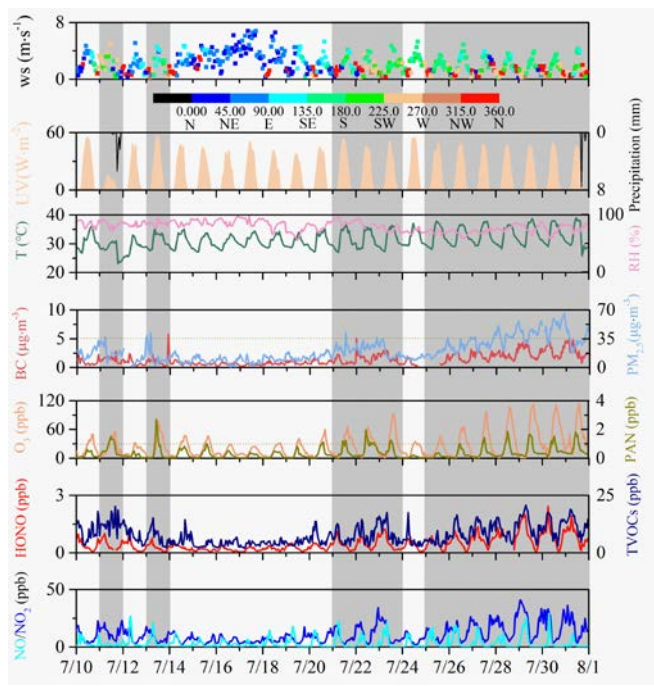 8
4
0
ws (m·s⁻¹)
0.000 45.00 90.00 135.0 180.0 225.0 270.0 315.0 360.0
N NE E SE S SW W NW N
60
30
0
UV(W·m⁻²)
0
8
Precipitation (mm)
40
30
20
T (°C)
100
0
RH (%)
10
5
0
BC (μg·m⁻³)
70
35
0
PM₂.₅(μg·m⁻³)
120
60
0
O₃ (ppb)
4
2
0
PAN (ppb)
3
0
HONO (ppb)
25
0
TVOCs (ppb)
50
0
NO/NO₂ (ppb)
7/10 7/12 7/14 7/16 7/18 7/20 7/22 7/24 7/26 7/28 7/30 8/1